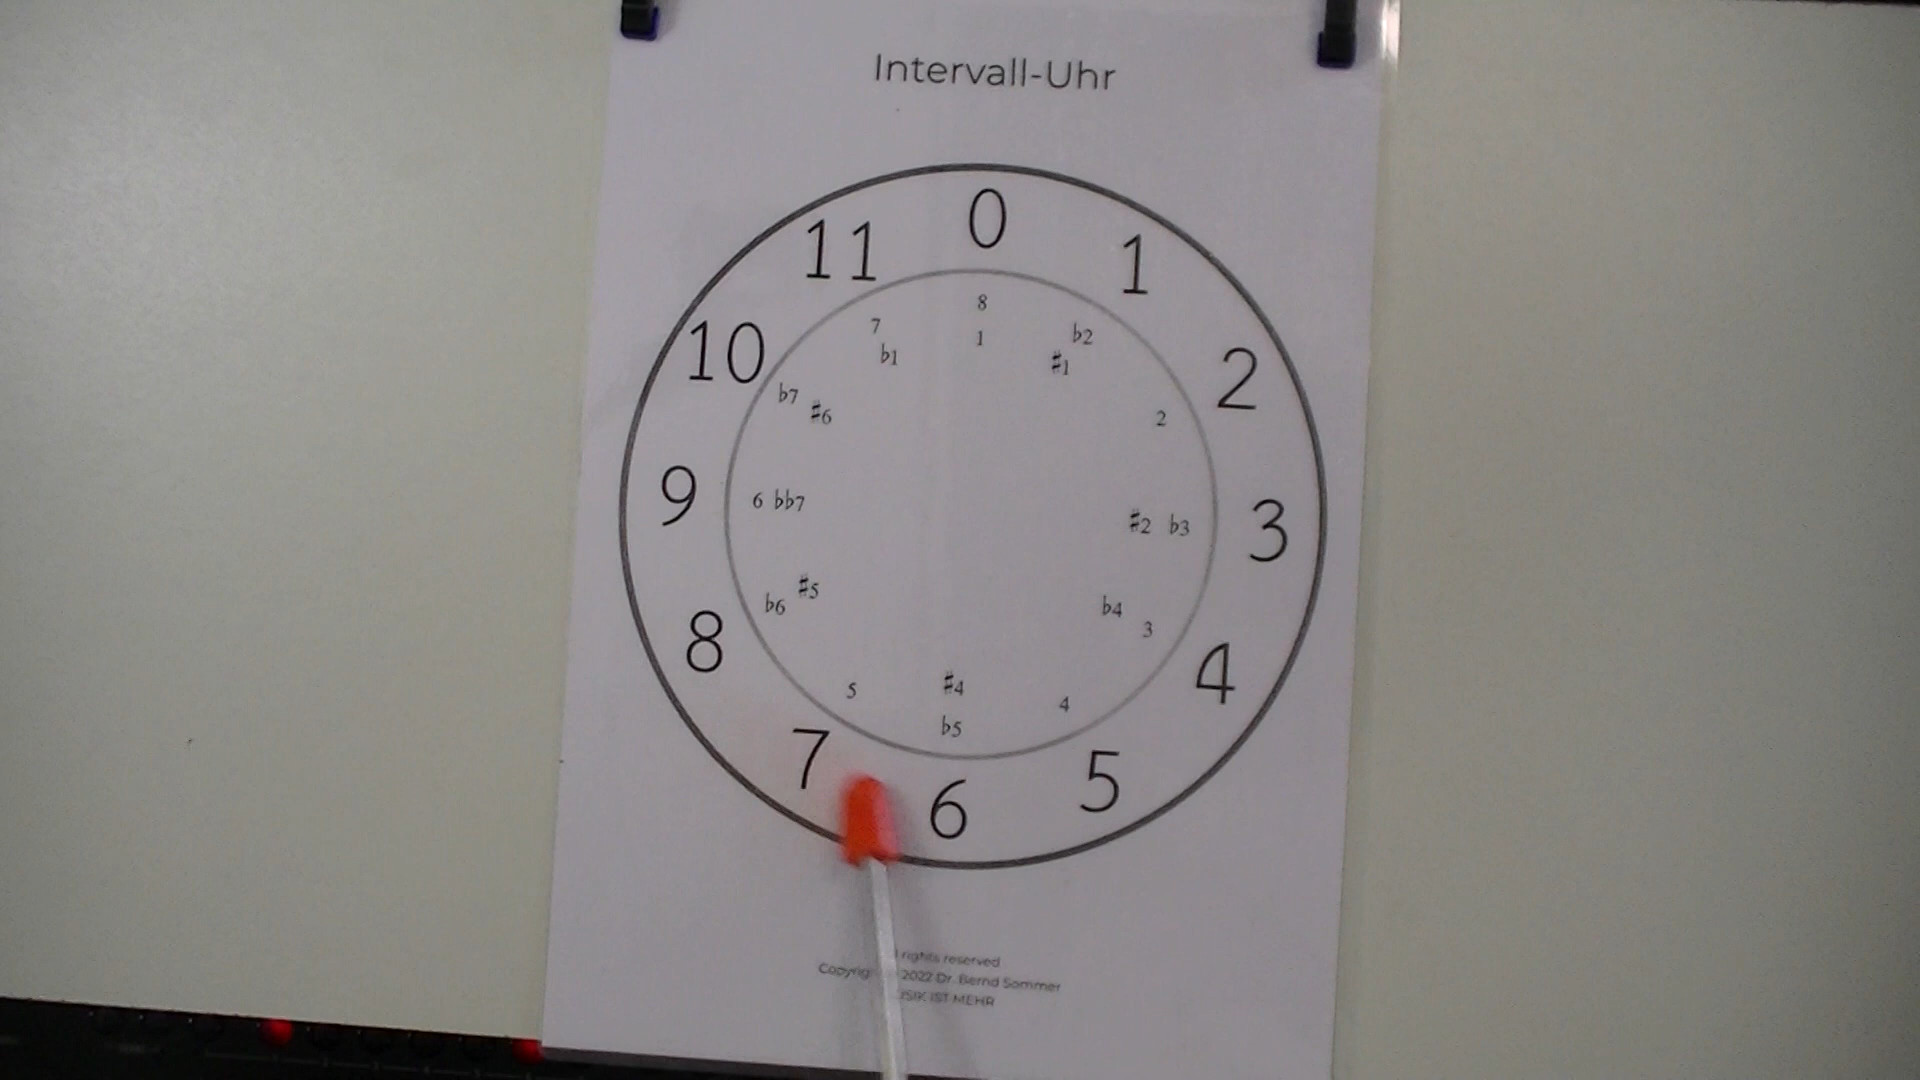 Intervall-Uhr
0
11
1
8
7
b2
1
b1
♯1
10
2
b7
♯6
2
9
6 bb7
♯2 b3
3
♯5
b6
b4
3
8
4
5
♯4
4
b5
7
5
6
rights reserved
2022 Dr. Bernd Sommer
IST MEHR